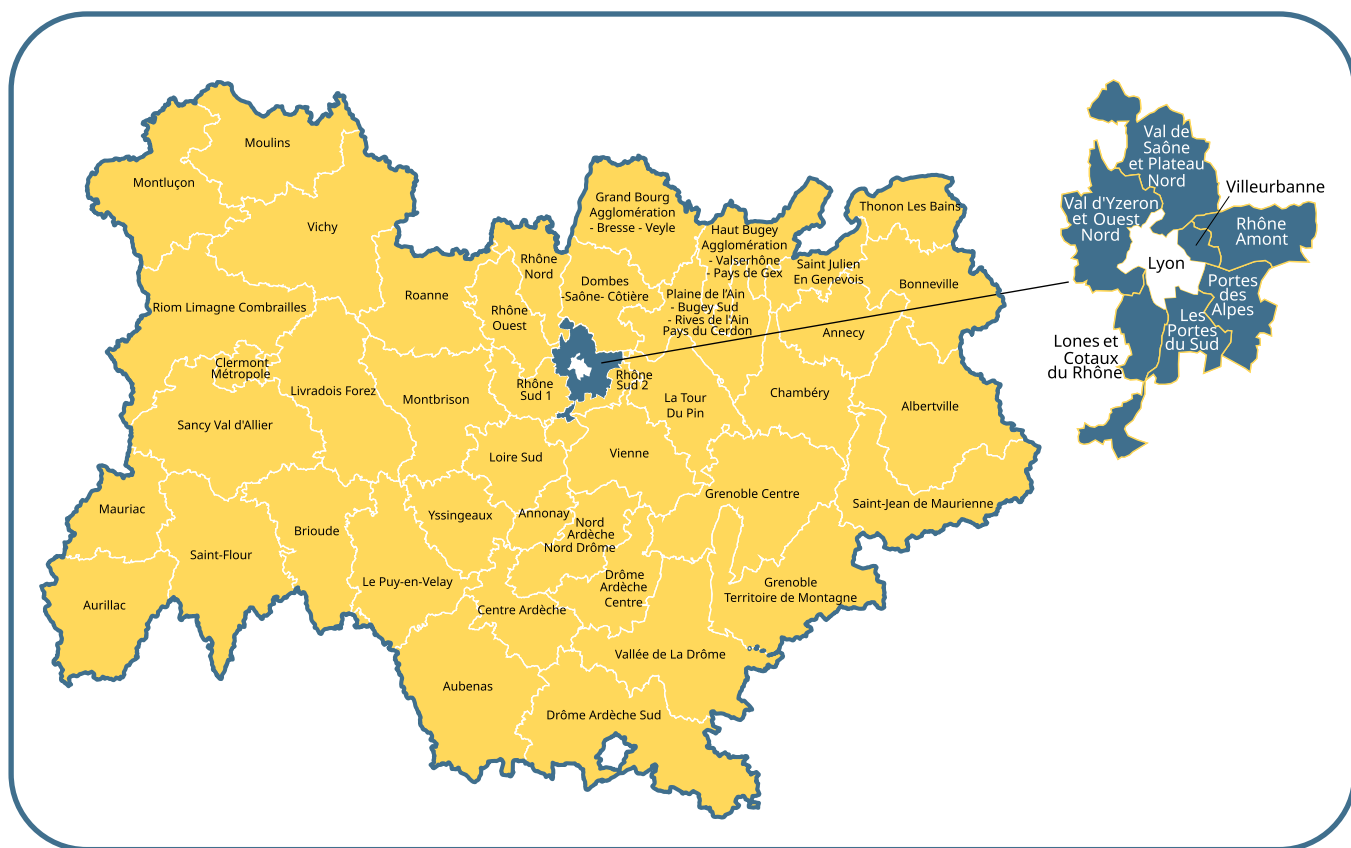 Moulins
Montluçon
Vichy
Riom Limagne Combrailles
Clermont
Métropole
Livradois Forez
Sancy Val d'Allier
Mauriac
Saint-Flour
Brioude
Aurillac
Le Puy-en-Velay
Yssingeaux
Roanne
Montbrison
Loire Sud
Rhône
Nord
Rhône
Ouest
Rhône
Sud 1
Rhône
Sud 2
Grand Bourg
Agglomération
- Bresse - Veyle
Dombes
-Saône- Côtière
Haut Bugey
Agglomération
- Valserhône
- Pays de Gex
Plaine de l'Ain
- Bugey Sud
- Rives de l'Ain
Pays du Cerdon
Thonon Les Bains
Saint Julien
En Genevois
Bonneville
Annecy
Chambéry
Albertville
La Tour
Du Pin
Vienne
Grenoble Centre
Saint-Jean de Maurienne
Annonay
Nord
Ardèche
Nord Drôme
Drôme
Ardèche
Centre
Grenoble
Territoire de Montagne
Centre Ardèche
Vallée de La Drôme
Aubenas
Drôme Ardèche Sud
Val de
Saône
et Plateau
Nord
Villeurbanne
Val d'Yzeron
et Ouest
Nord
Rhône
Amont
Lyon
Portes
des
Alpes
Les
Portes
du Sud
Lones et
Cotaux
du Rhône